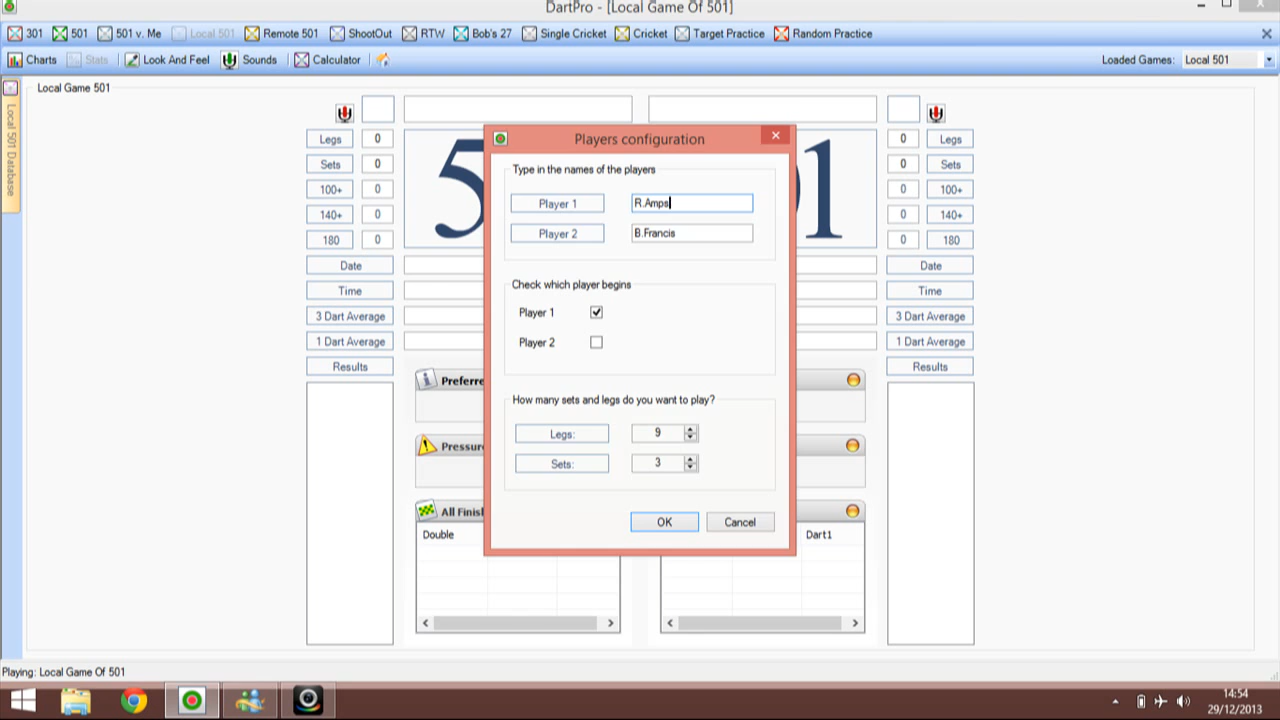 DartPro - [Local Game Of 501]
301 501 501 v. Me Local 501 Remote 501 ShootOut RTW Bob's 27 Single Cricket Cricket Target Practice Random Practice
Charts Stats Look And Feel Sounds Calculator Loaded Games: Local 501
Local 501 Database
Local Game 501
Legs 0 0 Legs
Sets 0 0 Sets
100+ 0 0 100+
140+ 0 0 140+
180 0 0 180
Date Date
Time Time
3 Dart Average 3 Dart Average
1 Dart Average 1 Dart Average
Results Results
Players configuration
Type in the names of the players
Player 1 R.Amps
Player 2 B.Francis
Check which player begins
Player 1
Player 2
How many sets and legs do you want to play?
Legs: 9
Sets: 3
OK Cancel
Double Dart1
Playing: Local Game Of 501
14:54
29/12/2013